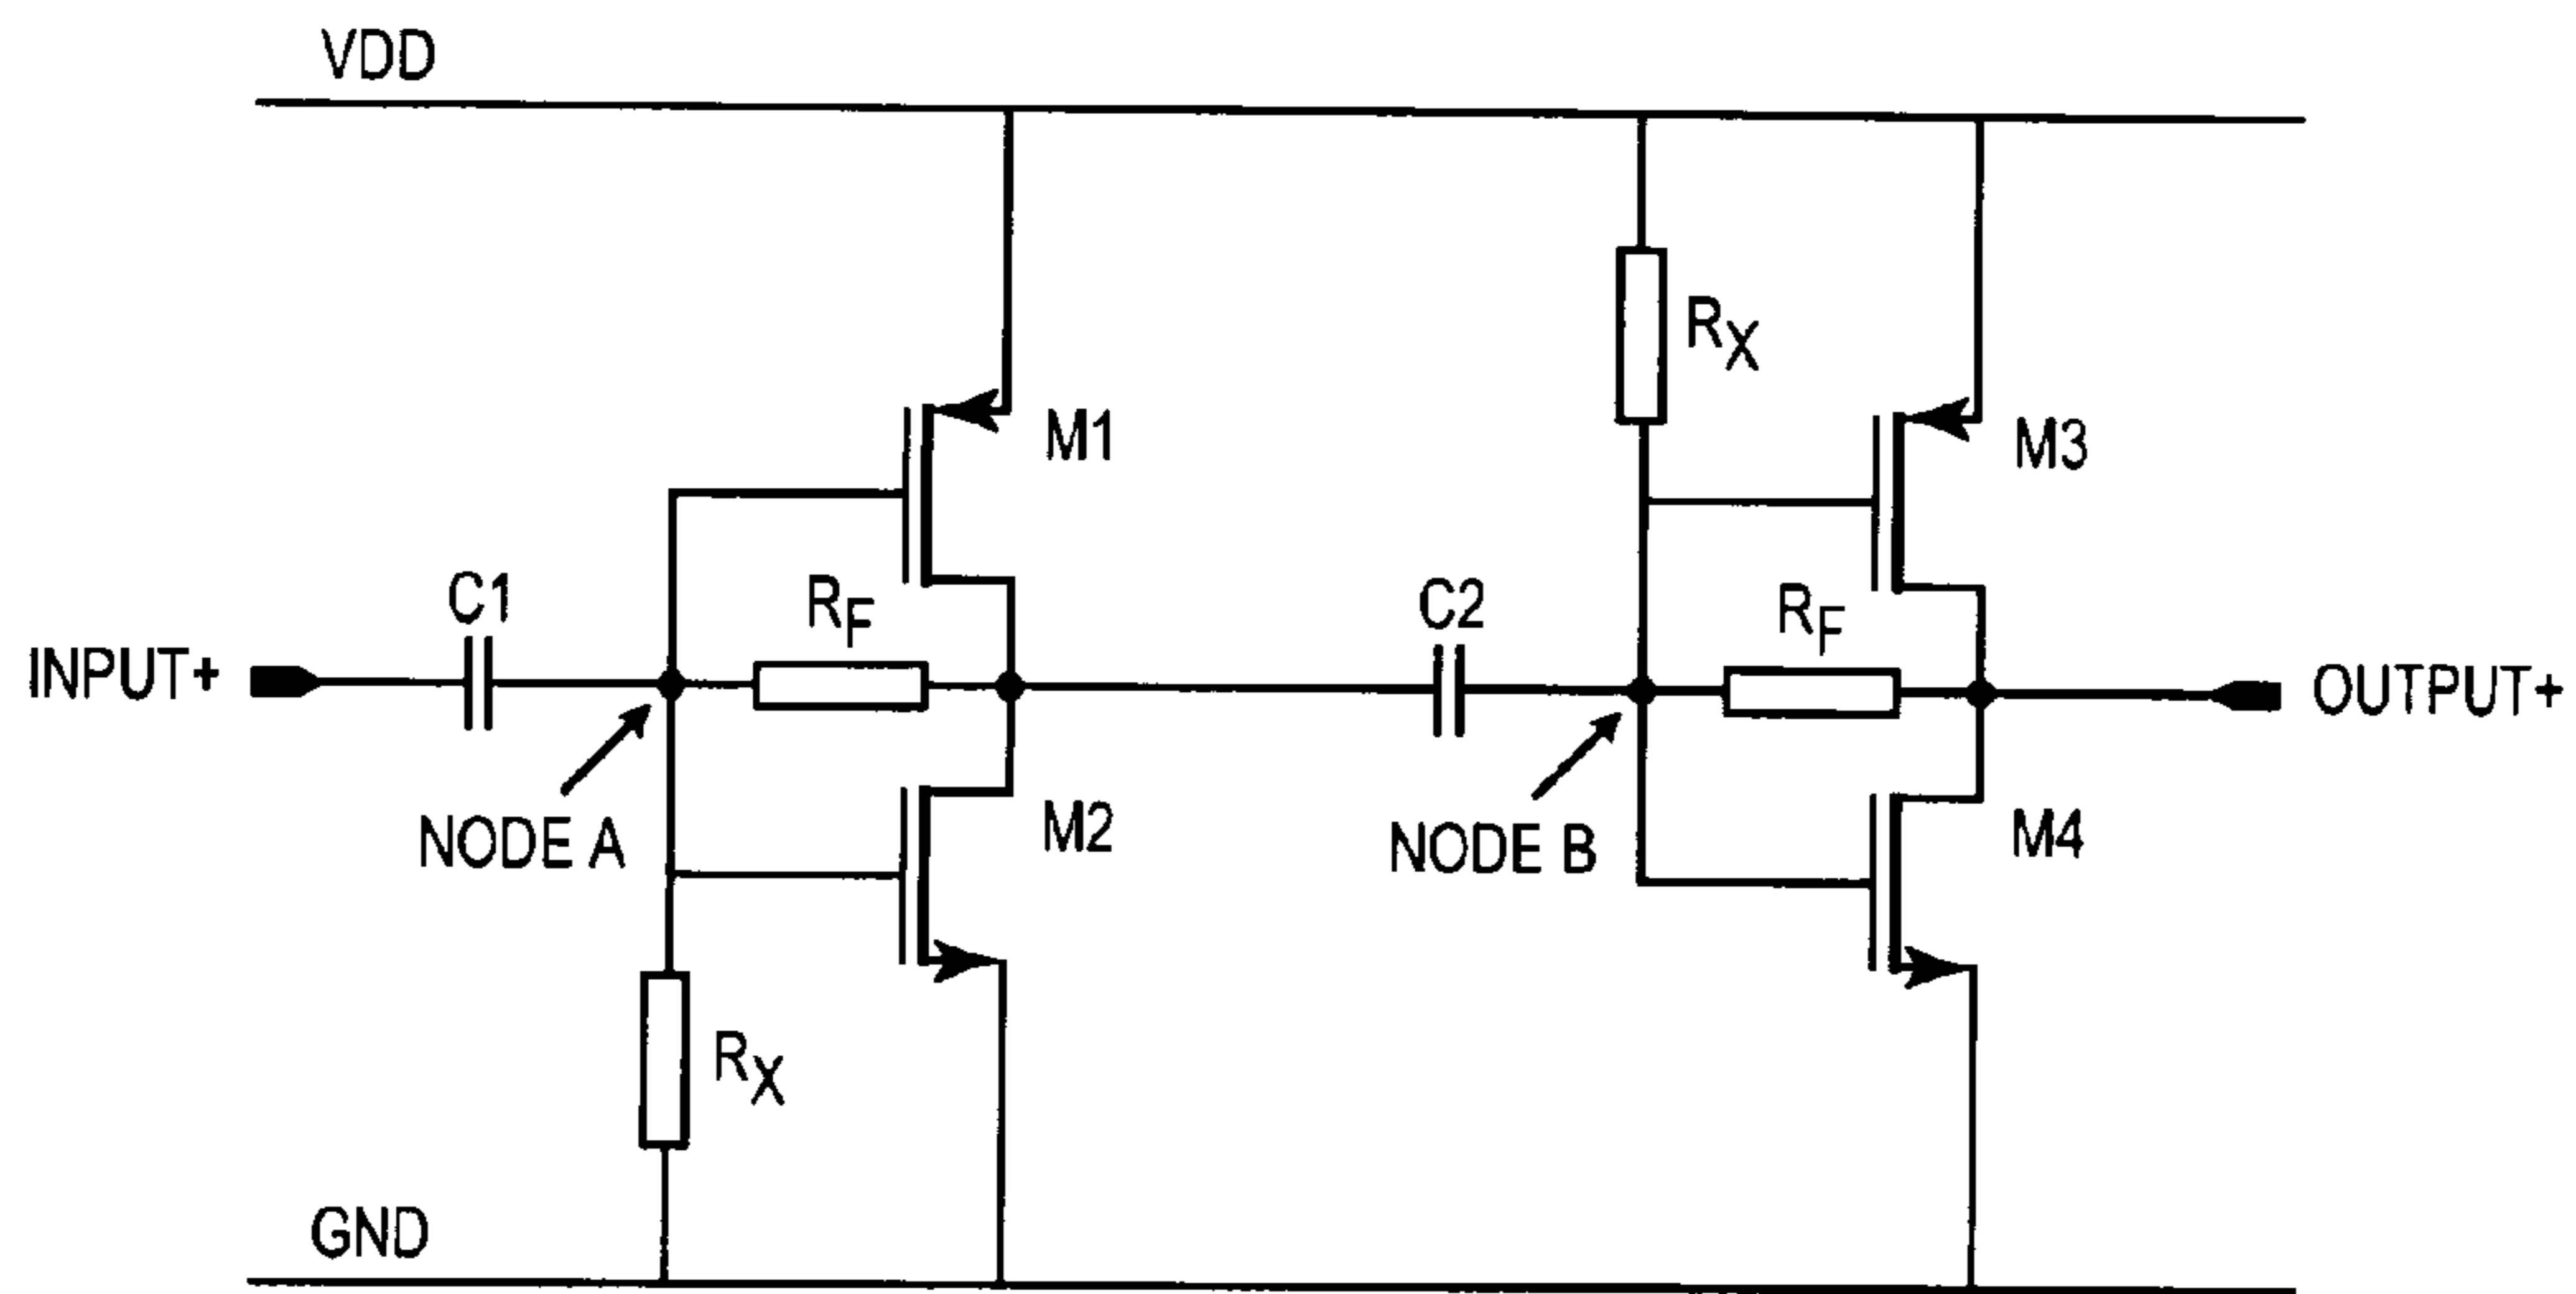 VDD
RX
M1
M3
C1
RF
C2
RF
INPUT+
OUTPUT+
NODE A
M2
NODE B
M4
RX
GND